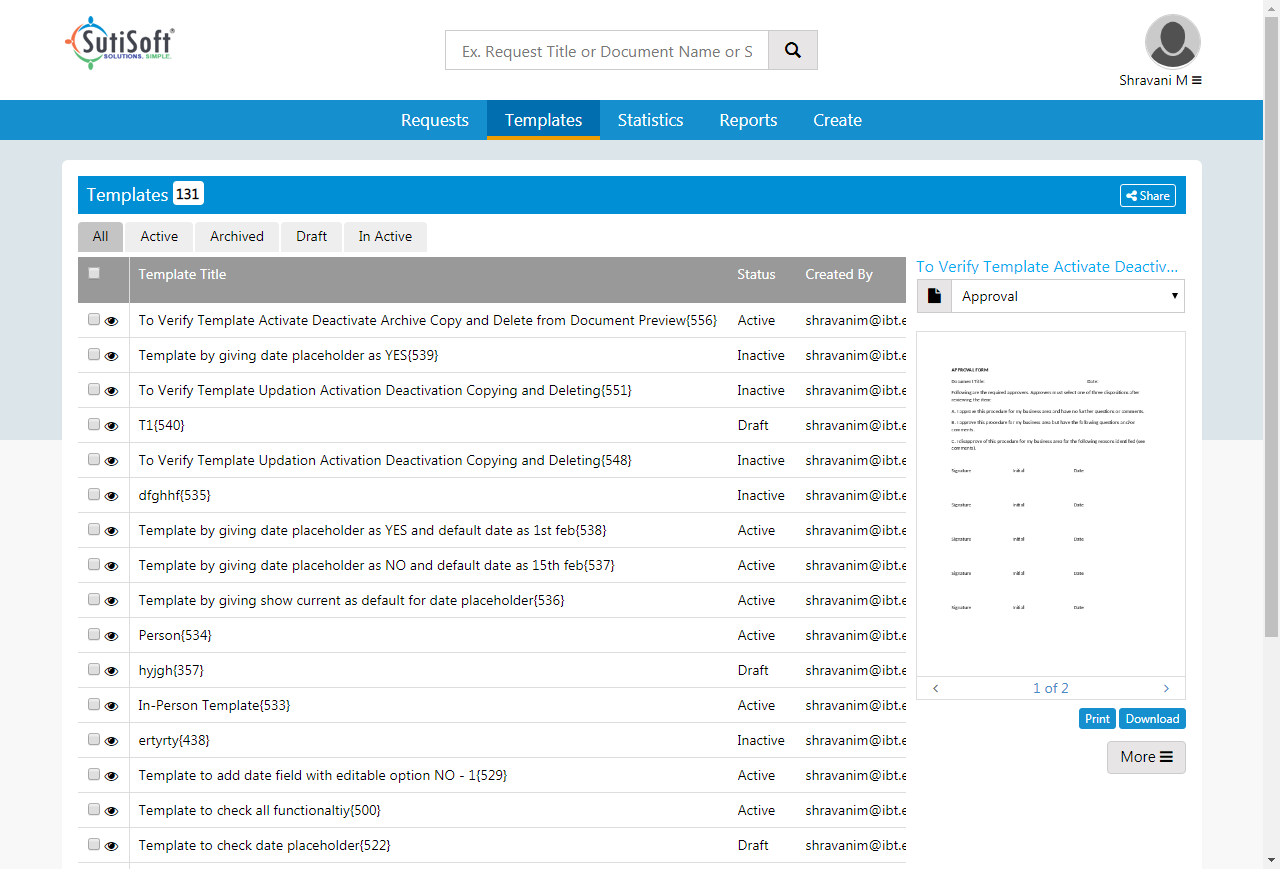 SutiSoft®
SOLUTIONS. SIMPLE.
Ex. Request Title or Document Name or S
Shravani M
Requests Templates Statistics Reports Create
Templates 131
Share
All Active Archived Draft In Active
Template Title Status Created By
To Verify Template Activate Deactivate Archive Copy and Delete from Document Preview{556} Active shravanim@ibt.e
Template by giving date placeholder as YES{539} Inactive shravanim@ibt.e
To Verify Template Updation Activation Deactivation Copying and Deleting{551} Inactive shravanim@ibt.e
T1{540} Draft shravanim@ibt.e
To Verify Template Updation Activation Deactivation Copying and Deleting{548} Inactive shravanim@ibt.e
dfghhf{535} Inactive shravanim@ibt.e
Template by giving date placeholder as YES and default date as 1st feb{538} Active shravanim@ibt.e
Template by giving date placeholder as NO and default date as 15th feb{537} Active shravanim@ibt.e
Template by giving show current as default for date placeholder{536} Active shravanim@ibt.e
Person{534} Active shravanim@ibt.e
hyjgh{357} Draft shravanim@ibt.e
In-Person Template{533} Active shravanim@ibt.e
ertyrty{438} Inactive shravanim@ibt.e
Template to add date field with editable option NO - 1{529} Active shravanim@ibt.e
Template to check all functionaltiy{500} Active shravanim@ibt.e
Template to check date placeholder{522} Draft shravanim@ibt.e
To Verify Template Activate Deactiv...
Approval
APPROVAL FORM
Document Title: Date:
Following are the required approvers. Approvers must select one of three dispositions after
reviewing the item:
A. I approve this procedure for my business area and have no further questions or comments.
B. I approve this procedure for my business area but have the following questions and/or
comments.
C. I disapprove of this procedure for my business area for the following reasons identified (see
comments).
Signature Initial Date
Signature Initial Date
Signature Initial Date
Signature Initial Date
Signature Initial Date
1 of 2
Print Download
More